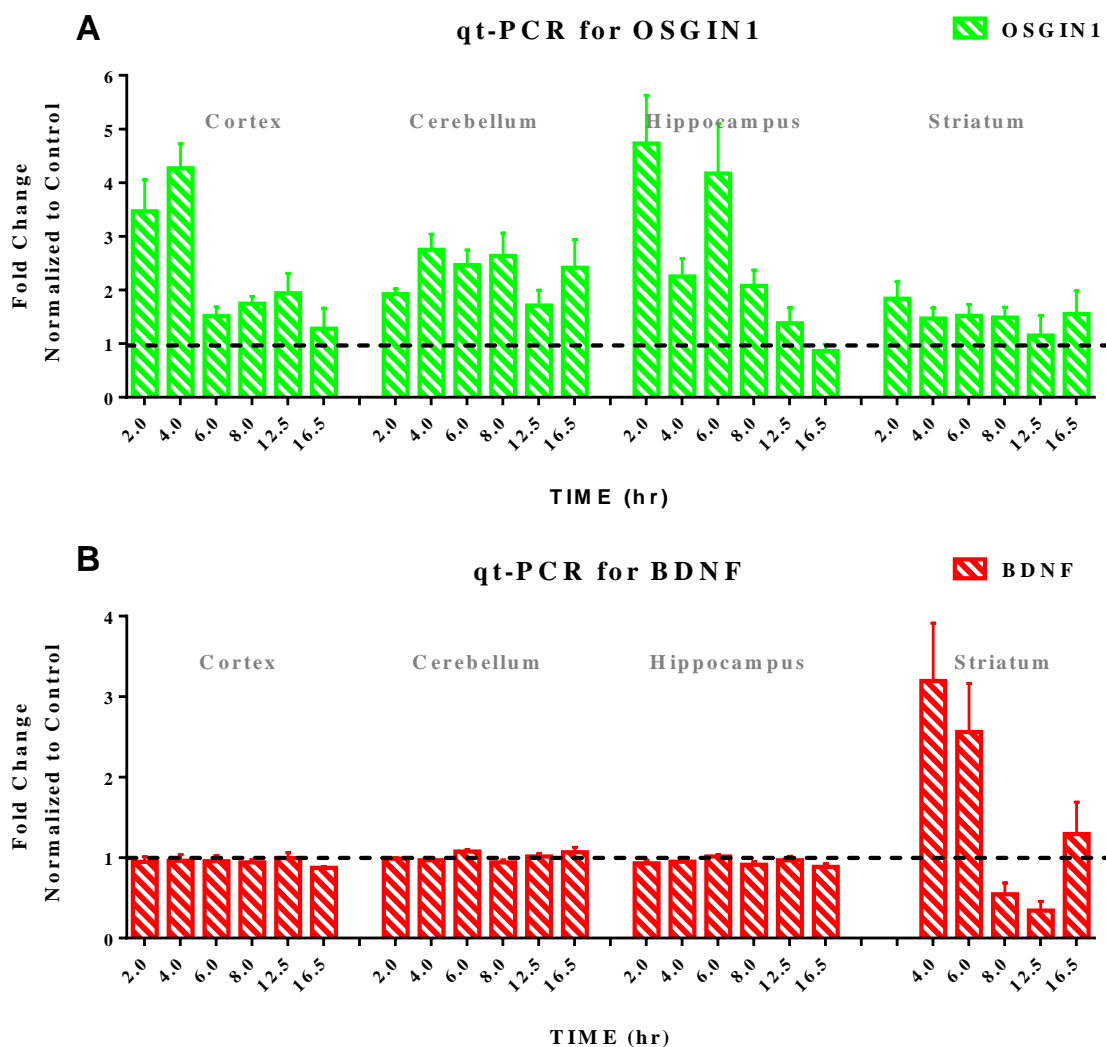 A
qt-PCR for OSGIN1
OSGIN1
Fold Change
Normalized to Control
6
5
4
3
2
1
0
Cortex
Cerebellum
Hippocampus
Striatum
2.0 4.0 6.0 8.0 12.5 16.5 2.0 4.0 6.0 8.0 12.5 16.5 2.0 4.0 6.0 8.0 12.5 16.5 2.0 4.0 6.0 8.0 12.5 16.5
TIME (hr)
B
qt-PCR for BDNF
BDNF
Fold Change
Normalized to Control
4
3
2
1
0
Cortex
Cerebellum
Hippocampus
Striatum
2.0 4.0 6.0 8.0 12.5 16.5 2.0 4.0 6.0 8.0 12.5 16.5 2.0 4.0 6.0 8.0 12.5 16.5 4.0 6.0 8.0 12.5 16.5
TIME (hr)